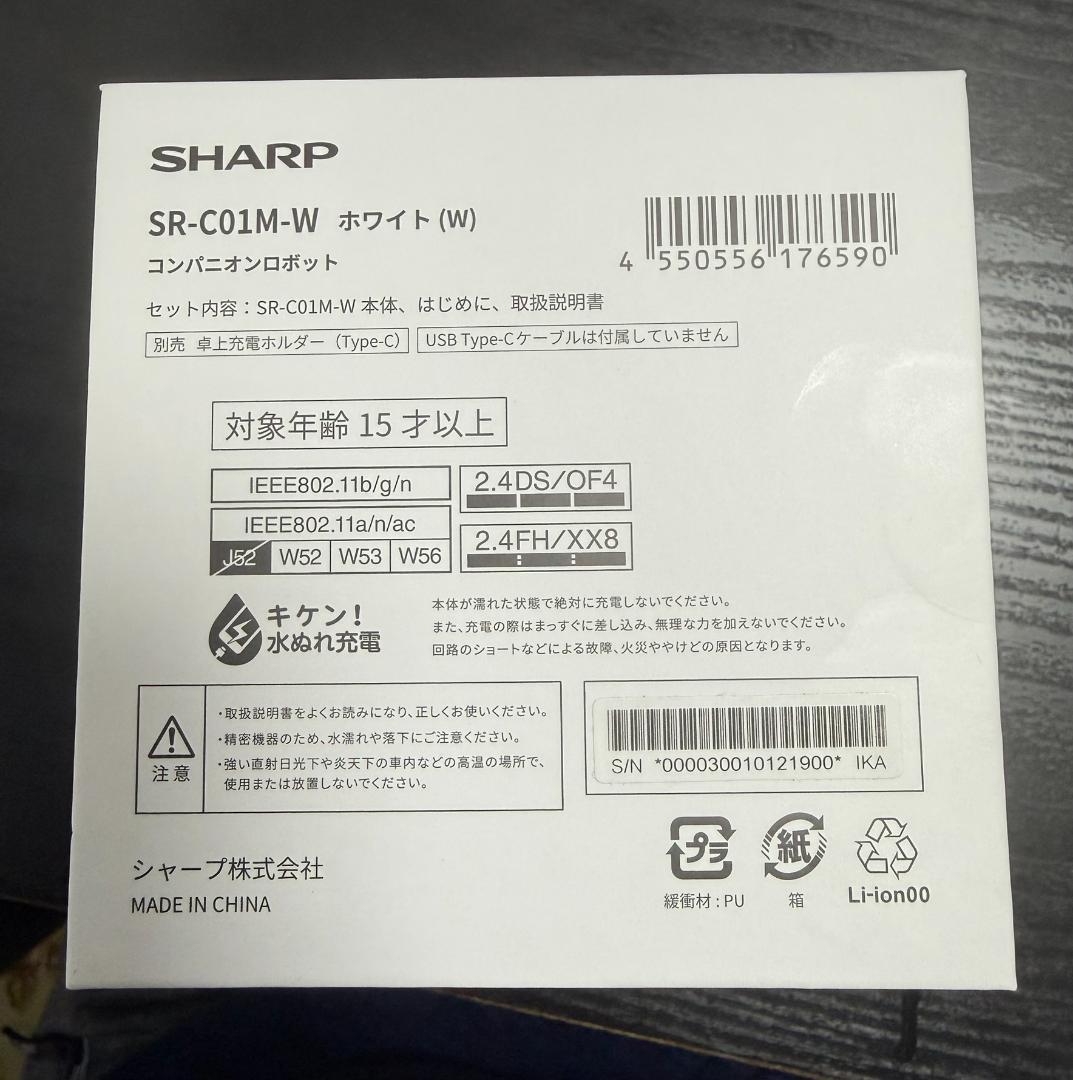 SHARP
SR-C01M-W ホワイト (W)
コンパニオンロボット
4 550556 176590
セット内容：SR-C01M-W 本体、はじめに、取扱説明書
別売 卓上充電ホルダー（Type-C） USB Type-Cケーブルは付属していません
対象年齢 15 才以上
IEEE802.11b/g/n
2.4DS/OF4
IEEE802.11a/n/ac
J52 W52 W53 W56
2.4FH/XX8
キケン！
水ぬれ充電
本体が濡れた状態で絶対に充電しないでください。
また、充電の際はまっすぐに差し込み、無理な力を加えないでください。
回路のショートなどによる故障、火災ややけどの原因となります。
注意
・取扱説明書をよくお読みになり、正しくお使いください。
・精密機器のため、水濡れや落下にご注意ください。
・強い直射日光下や炎天下の車内などの高温の場所で、
使用または放置しないでください。
S/N *000030010121900* IKA
シャープ株式会社
MADE IN CHINA
プラ
緩衝材 : PU
紙
箱
Li-ion00